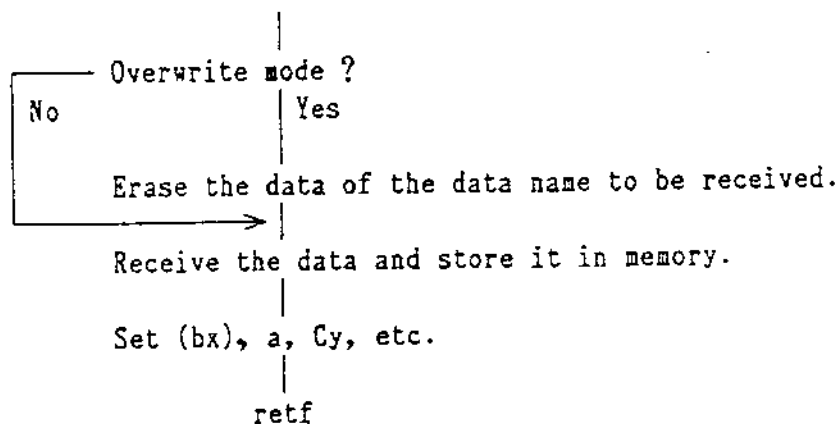 Overwrite mode ?
No
Yes
Erase the data of the data name to be received.
Receive the data and store it in memory.
Set (bx), a, Cy, etc.
retf